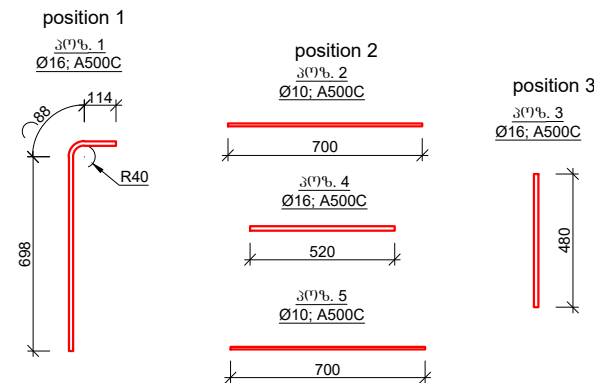 position 1
პოზ. 1
Ø16; A500C
88
114
R40
698
position 2
პოზ. 2
Ø10; A500C
700
პოზ. 4
Ø16; A500C
520
პოზ. 5
Ø10; A500C
700
position 3
პოზ. 3
Ø16; A500C
480